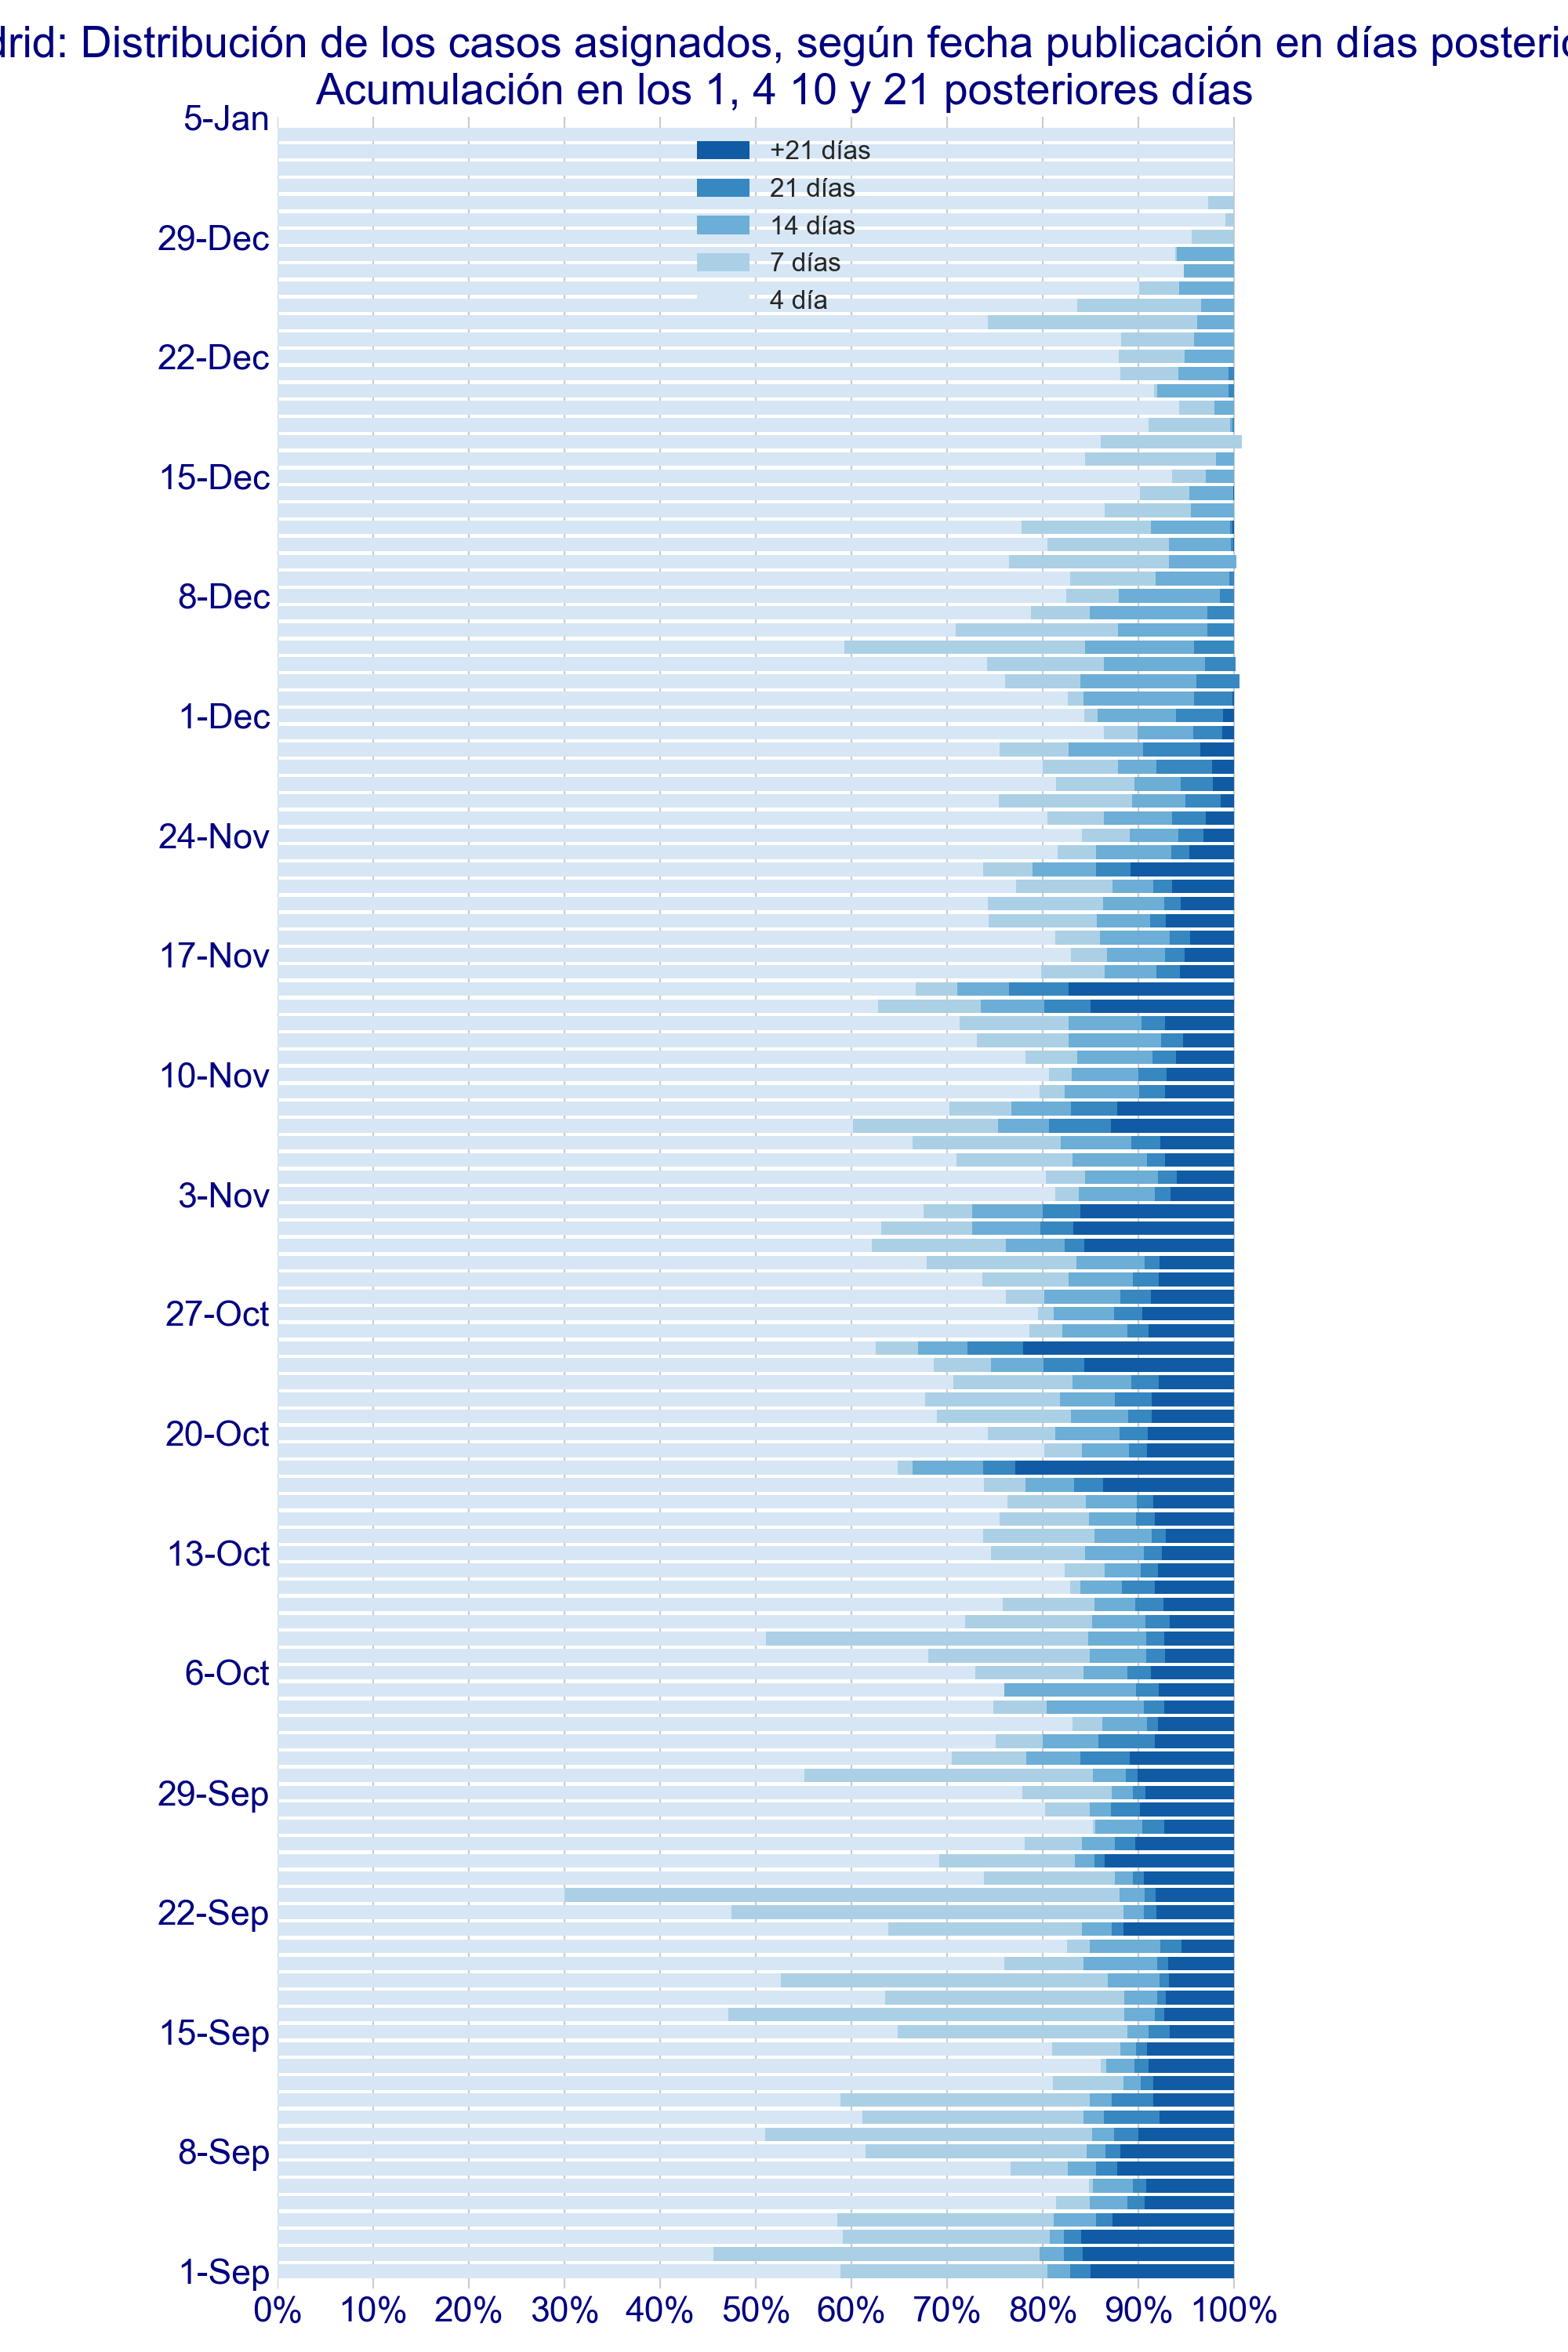 drid: Distribución de los casos asignados, según fecha publicación en días posteri
Acumulación en los 1, 4 10 y 21 posteriores días
5-Jan
+21 días
21 días
14 días
7 días
4 día
29-Dec
22-Dec
15-Dec
8-Dec
1-Dec
24-Nov
17-Nov
10-Nov
3-Nov
27-Oct
20-Oct
13-Oct
6-Oct
29-Sep
22-Sep
15-Sep
8-Sep
1-Sep
0% 10% 20% 30% 40% 50% 60% 70% 80% 90% 100%